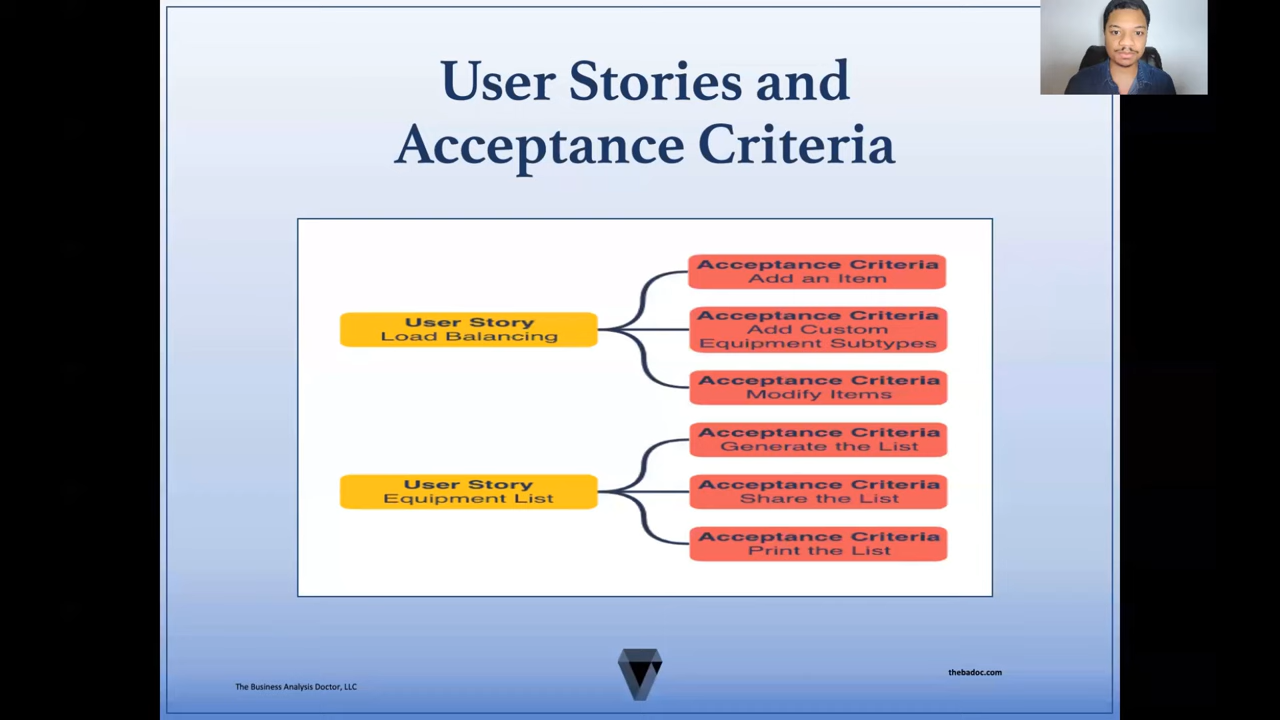 User Stories and
Acceptance Criteria
User Story
Load Balancing
Acceptance Criteria
Add an Item
Acceptance Criteria
Add Custom
Equipment Subtypes
Acceptance Criteria
Modify Items
User Story
Equipment List
Acceptance Criteria
Generate the List
Acceptance Criteria
Share the List
Acceptance Criteria
Print the List
The Business Analysis Doctor, LLC
thebadoc.com